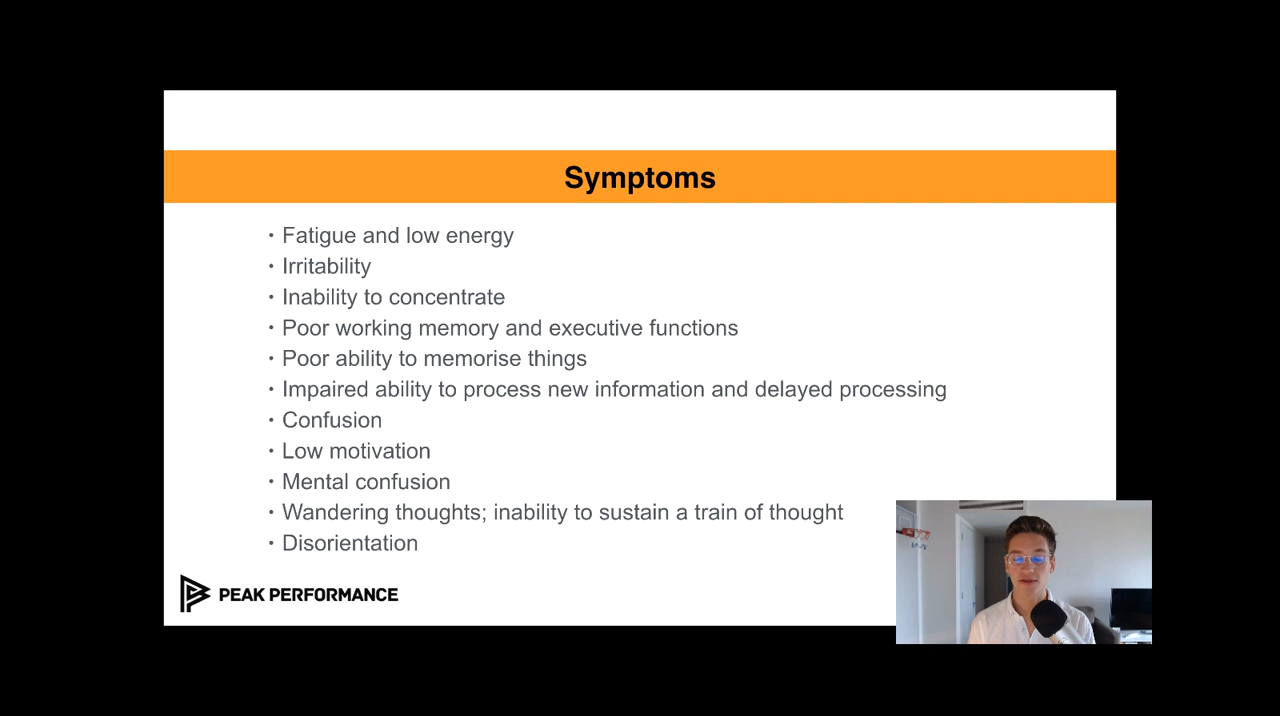 Symptoms
• Fatigue and low energy
• Irritability
• Inability to concentrate
• Poor working memory and executive functions
• Poor ability to memorise things
• Impaired ability to process new information and delayed processing
• Confusion
• Low motivation
• Mental confusion
• Wandering thoughts; inability to sustain a train of thought
• Disorientation
PEAK PERFORMANCE